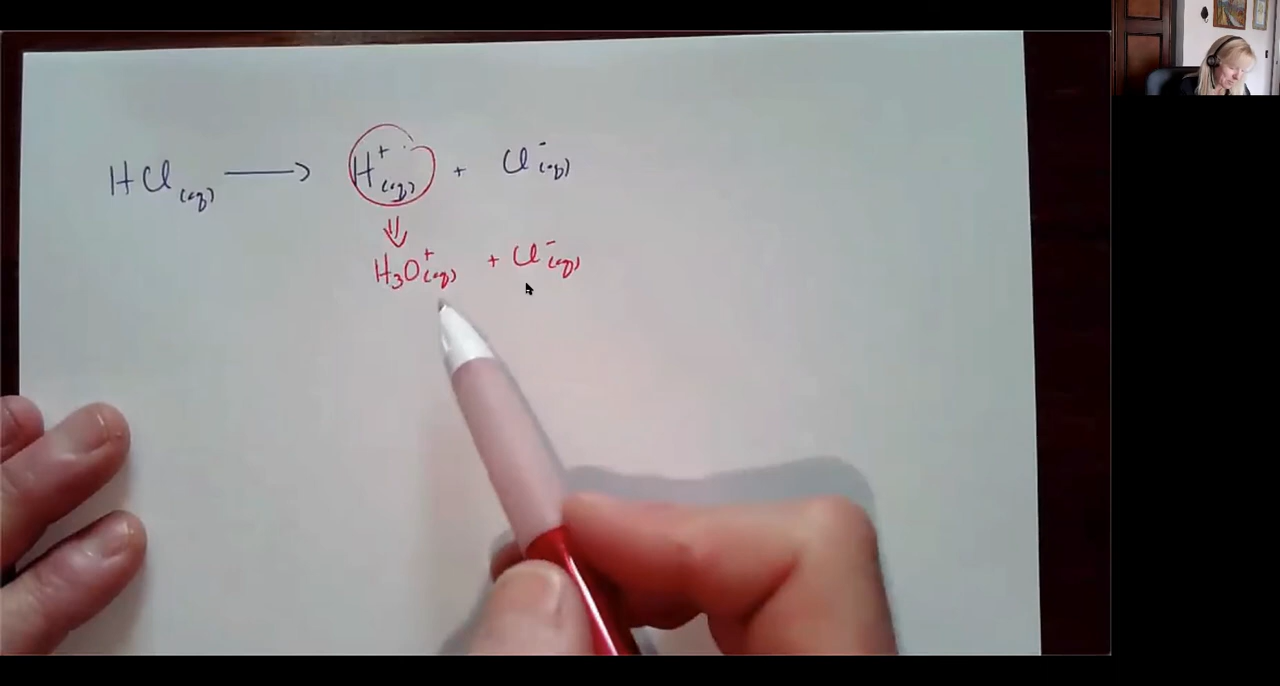 HCl(aq) ⟶ H⁺(aq) + Cl⁻(aq)
⇓
H₃O⁺(aq) + Cl⁻(aq)